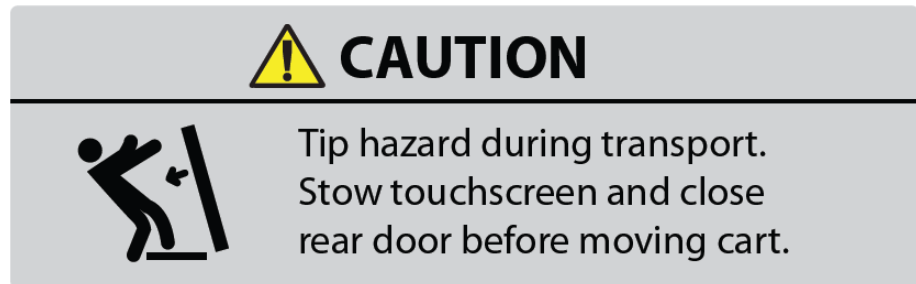 CAUTION
Tip hazard during transport.
Stow touchscreen and close
rear door before moving cart.